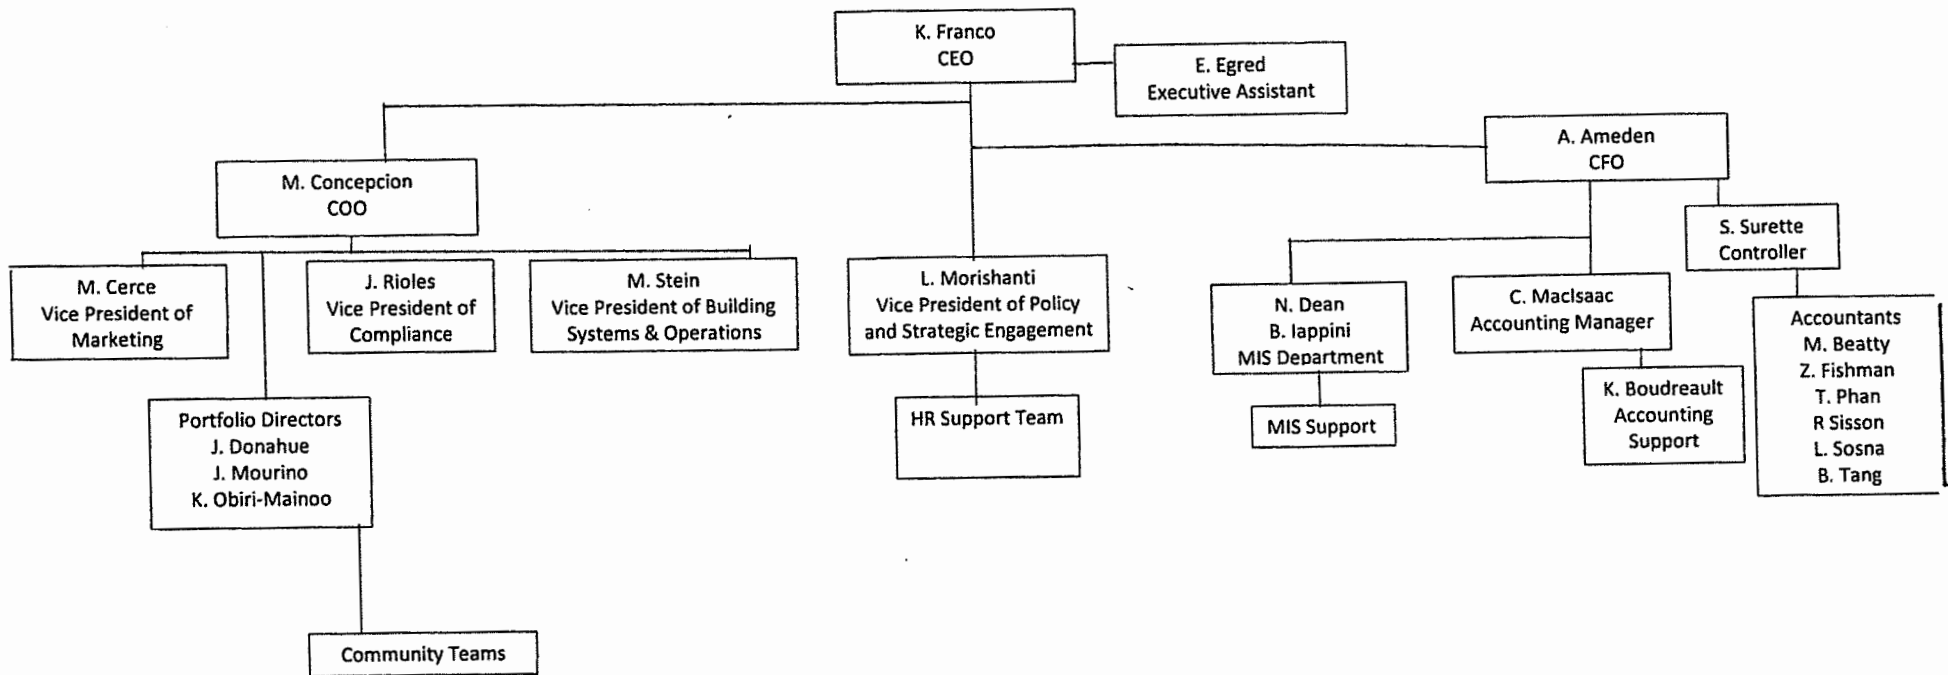 K. Franco
CEO
E. Egred
Executive Assistant
A. Ameden
CFO
M. Concepcion
COO
S. Surette
Controller
M. Cerce
Vice President of
Marketing
J. Rioles
Vice President of
Compliance
M. Stein
Vice President of Building
Systems & Operations
L. Morishanti
Vice President of Policy
and Strategic Engagement
N. Dean
B. Iappini
MIS Department
C. MacIsaac
Accounting Manager
Accountants
M. Beatty
Z. Fishman
T. Phan
R Sisson
L. Sosna
B. Tang
Portfolio Directors
J. Donahue
J. Mourino
K. Obiri-Mainoo
HR Support Team
MIS Support
K. Boudreault
Accounting
Support
Community Teams